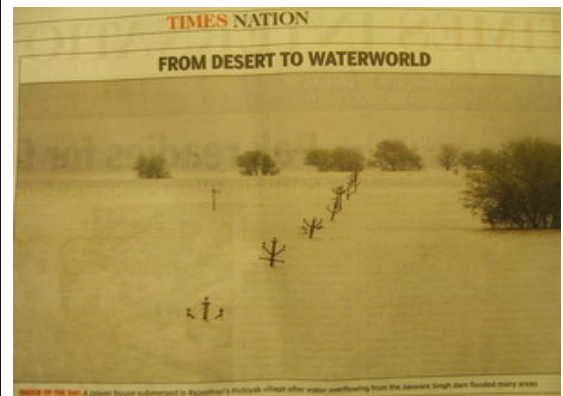 TIMES NATION
FROM DESERT TO WATERWORLD
SHOCK OF THE DAY: A power house submerged in Rajasthan's Pichiyak village after water overflowing from the Jaswant Singh dam flooded many areas